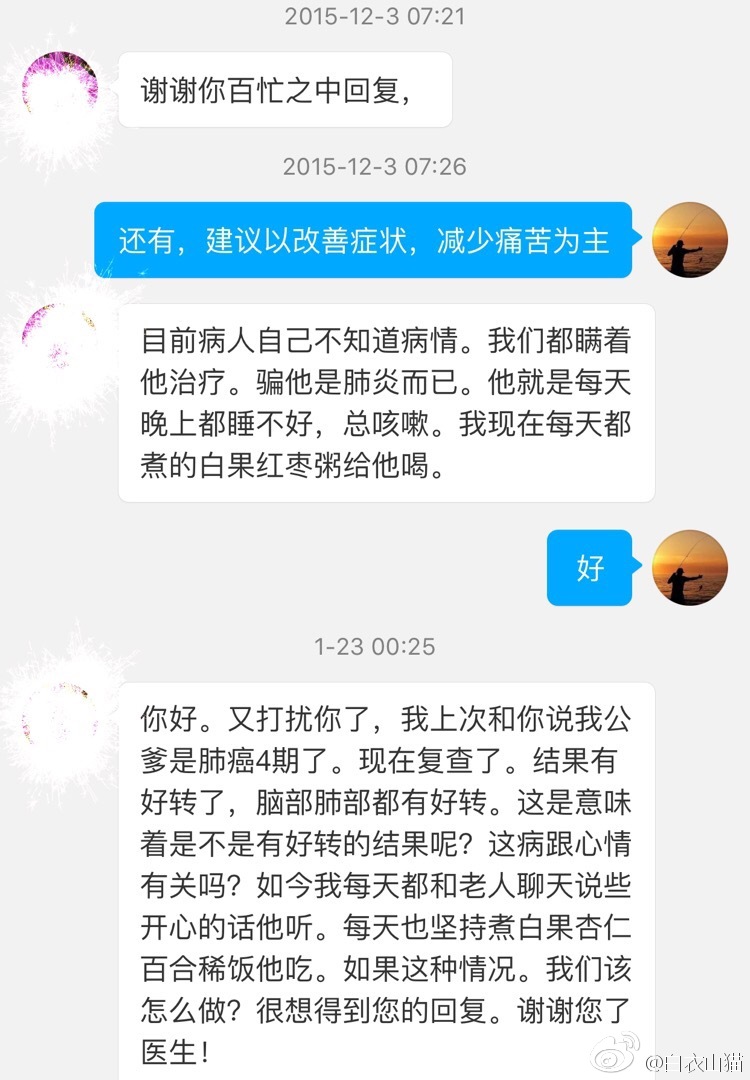 2015-12-3 07:21
谢谢你百忙之中回复，
2015-12-3 07:26
还有，建议以改善症状，减少痛苦为主
目前病人自己不知道病情。我们都瞒着
他治疗。骗他是肺炎而已。他就是每天
晚上都睡不好，总咳嗽。我现在每天都
煮的白果红枣粥给他喝。
好
1-23 00:25
你好。又打扰你了，我上次和你说我公
爹是肺癌4期了。现在复查了。结果有
好转了，脑部肺部都有好转。这是意味
着是不是有好转的结果呢？这病跟心情
有关吗？如今我每天都和老人聊天说些
开心的话他听。每天也坚持煮白果杏仁
百合稀饭他吃。如果这种情况。我们该
怎么做？很想得到您的回复。谢谢您了
医生！
@白衣山猫